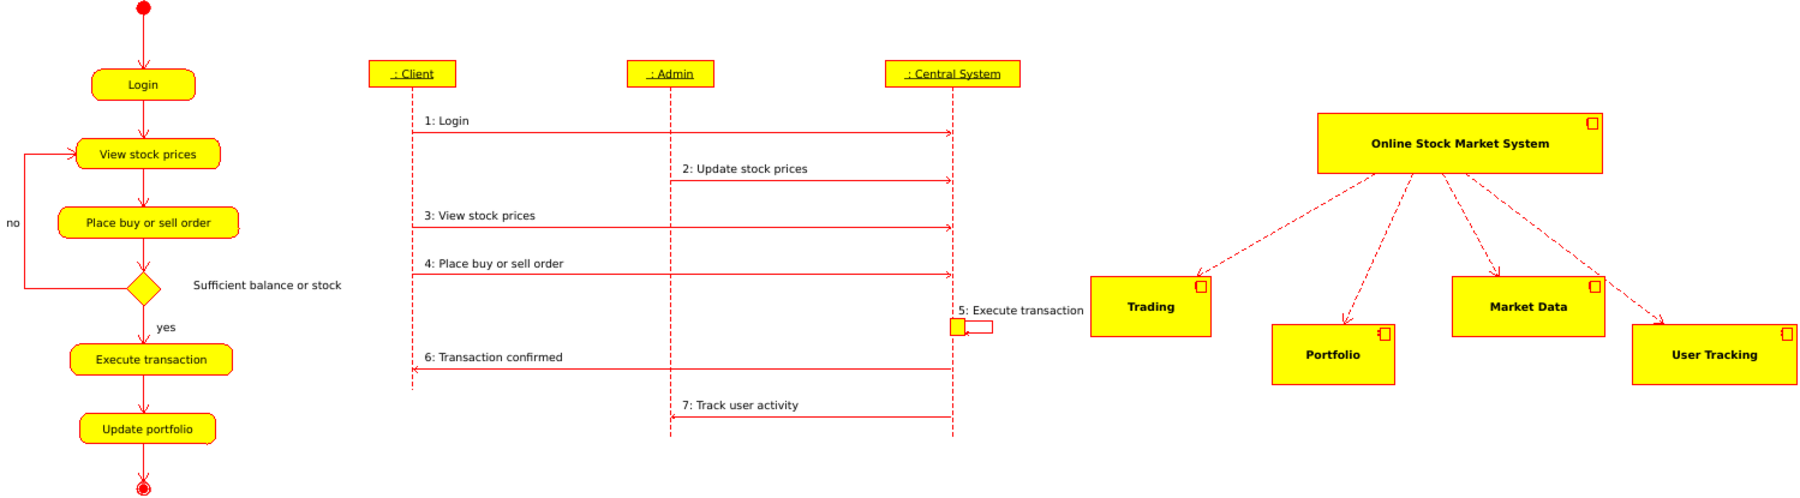 Login
View stock prices
Place buy or sell order
no
Sufficient balance or stock
yes
Execute transaction
Update portfolio
: Client
: Admin
: Central System
1: Login
2: Update stock prices
3: View stock prices
4: Place buy or sell order
5: Execute transaction
6: Transaction confirmed
7: Track user activity
Online Stock Market System
Trading
Portfolio
Market Data
User Tracking